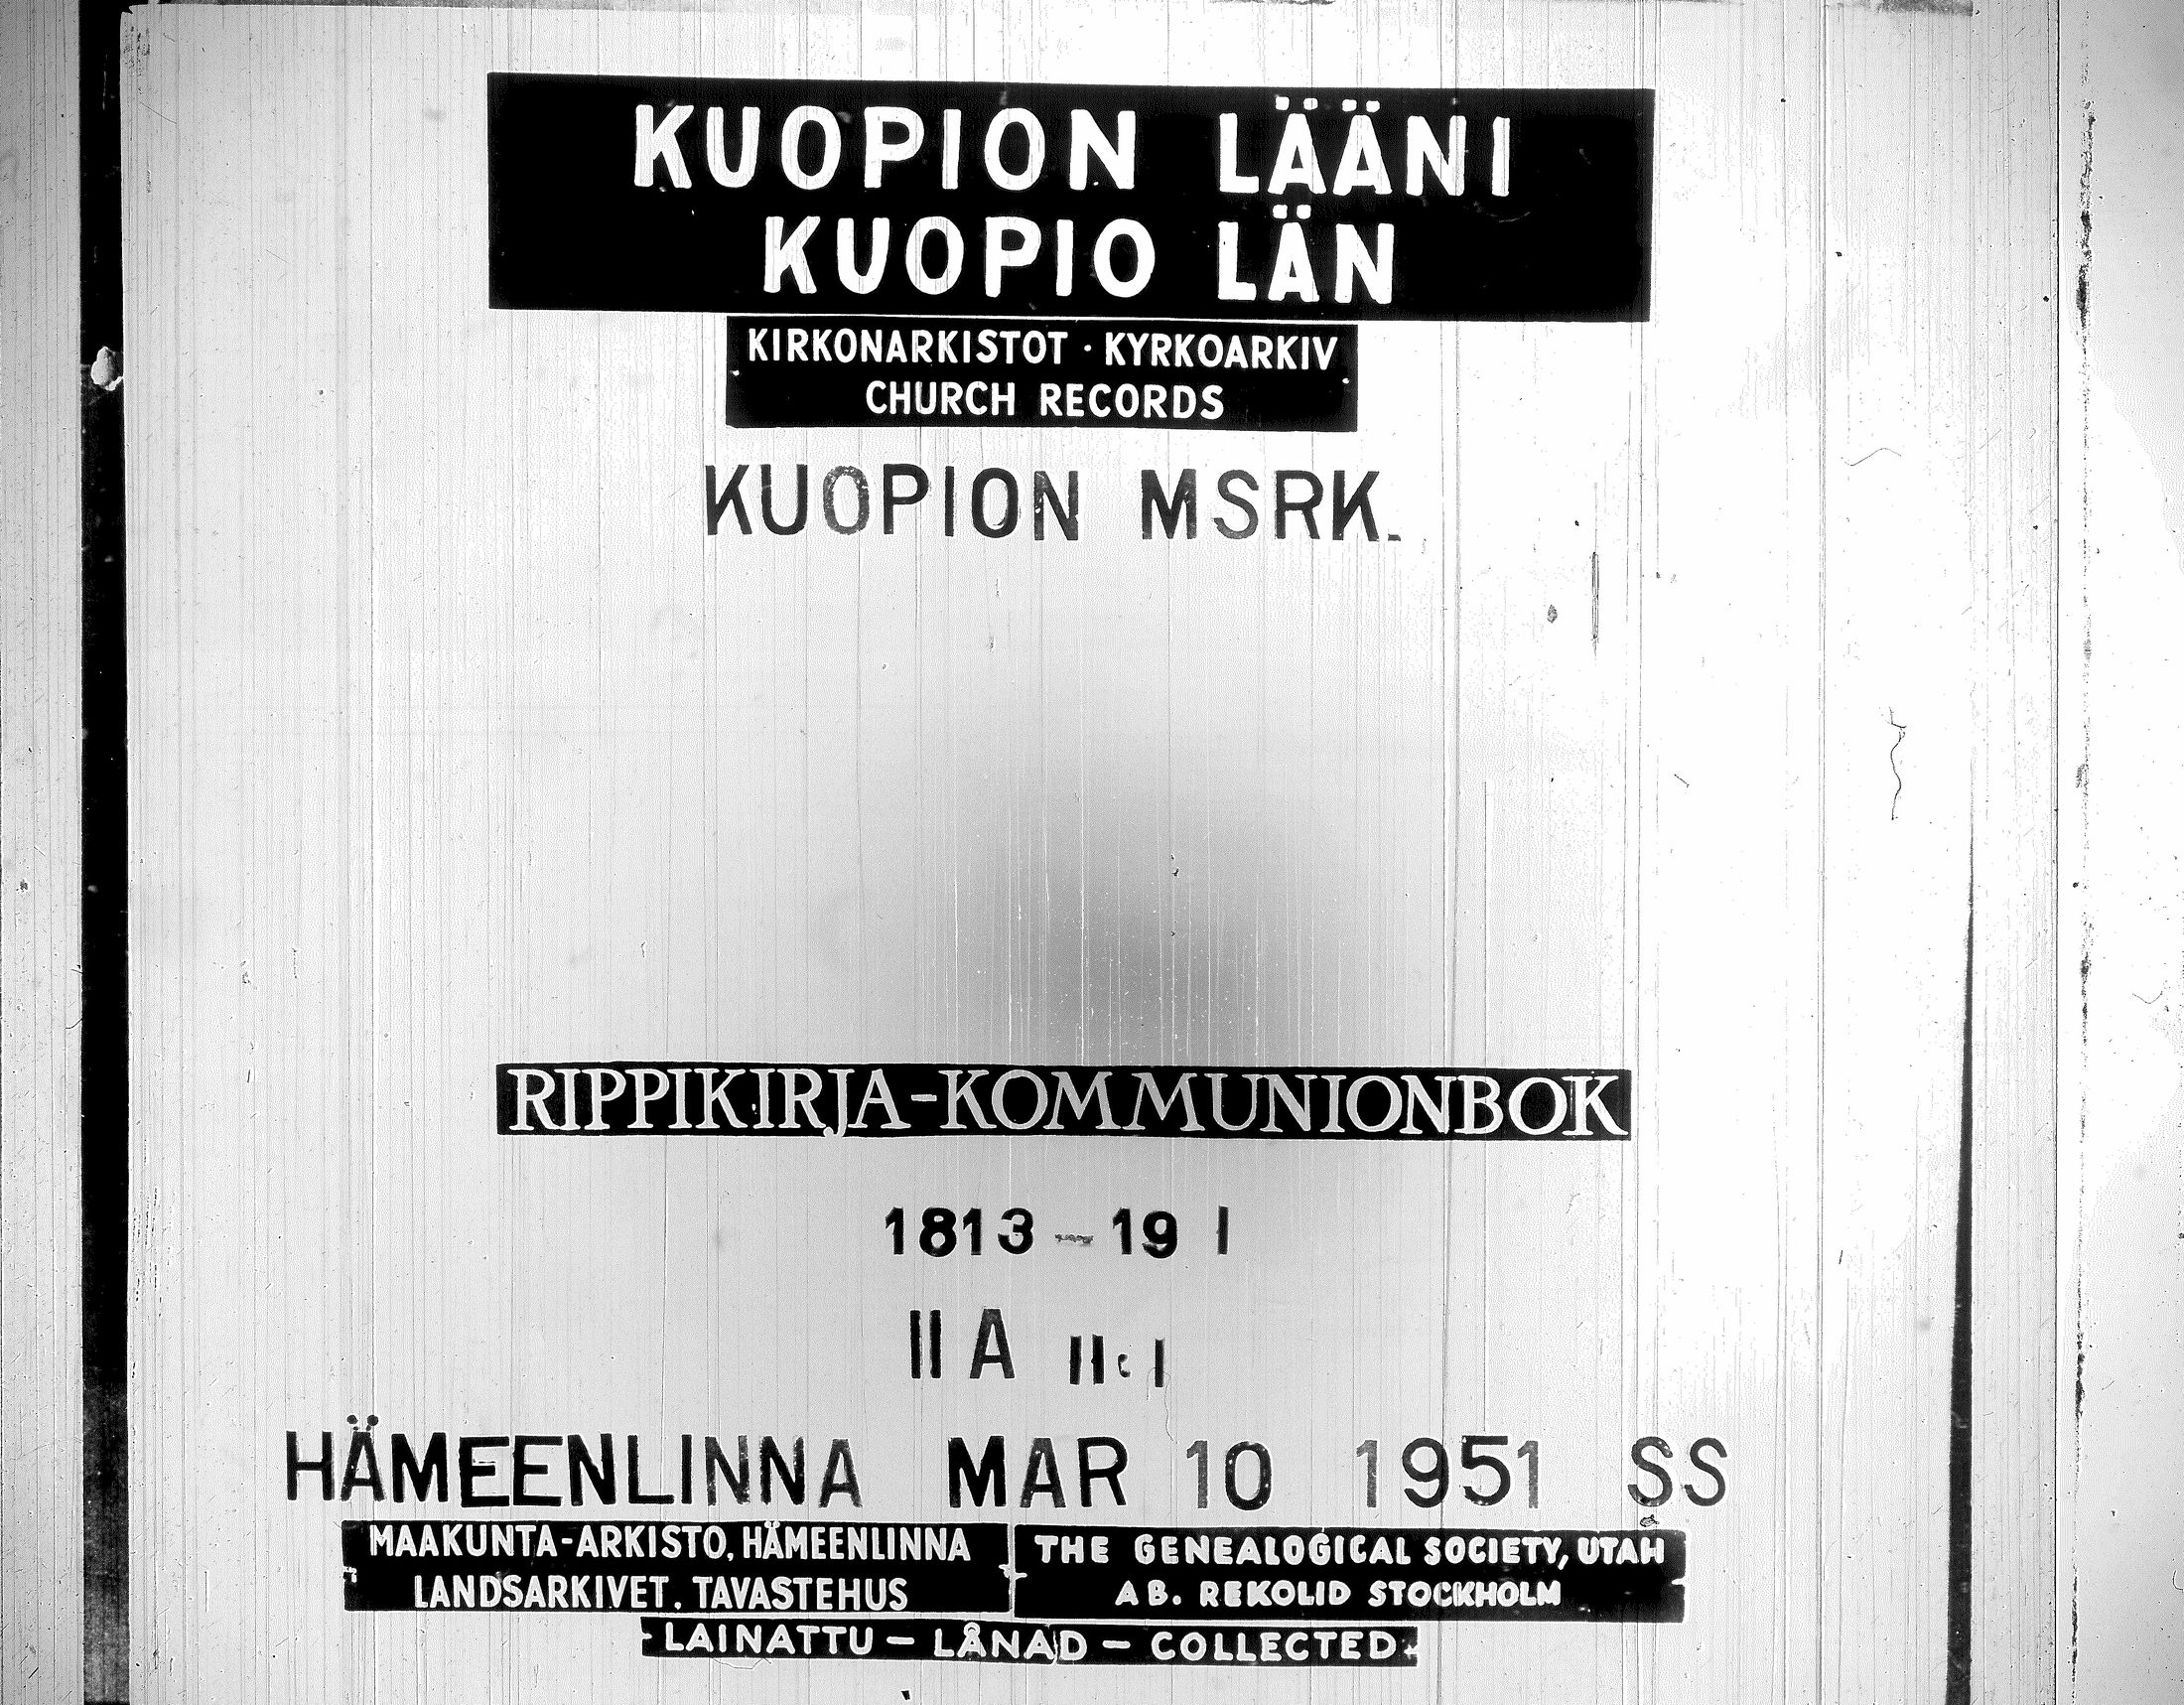 KUOPION LÄÄNI
KUOPIO LÄN
KIRKONARKISTOT · KYRKOARKIV
CHURCH RECORDS
KUOPION MSRK.
RIPPIKIRJA-KOMMUNIONBOK
1813-19 I
II A II:I
HÄMEENLINNA MAR 10 1951 SS
MAAKUNTA-ARKISTO, HÄMEENLINNA
LANDSARKIVET, TAVASTEHUS
THE GENEALOGICAL SOCIETY, UTAH
AB. REKOLID STOCKHOLM
LAINATTU - LÅNAD - COLLECTED